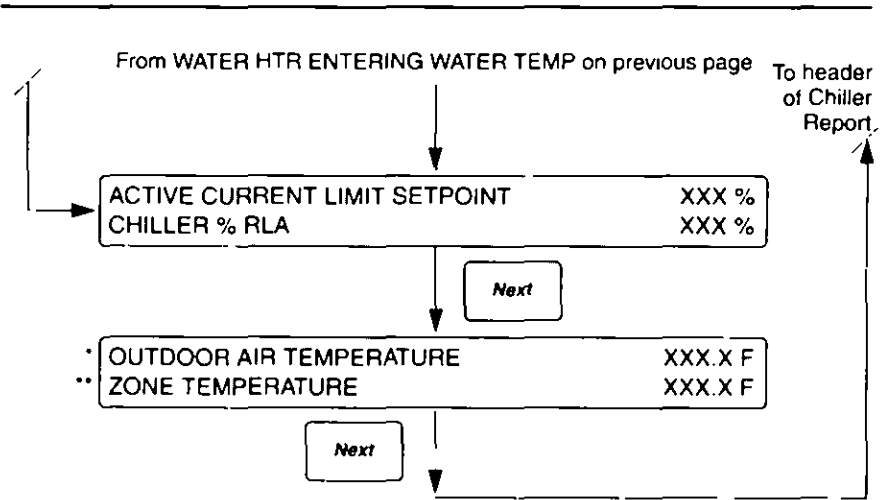 From WATER HTR ENTERING WATER TEMP on previous page
To header
of Chiller
Report
ACTIVE CURRENT LIMIT SETPOINT XXX %
CHILLER % RLA XXX %
Next
* OUTDOOR AIR TEMPERATURE XXX.X F
** ZONE TEMPERATURE XXX.X F
Next